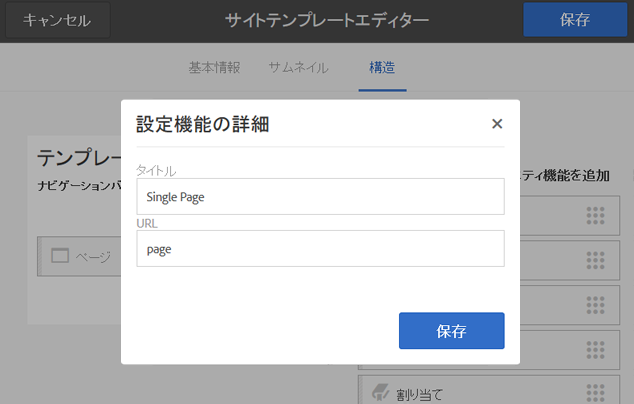 キャンセル サイトテンプレートエディター 保存
基本情報 サムネイル 構造
設定機能の詳細 ×
テンプレー
ナビゲーションバ
ティ機能を追加
タイトル
Single Page
URL
page
ページ
保存
割り当て